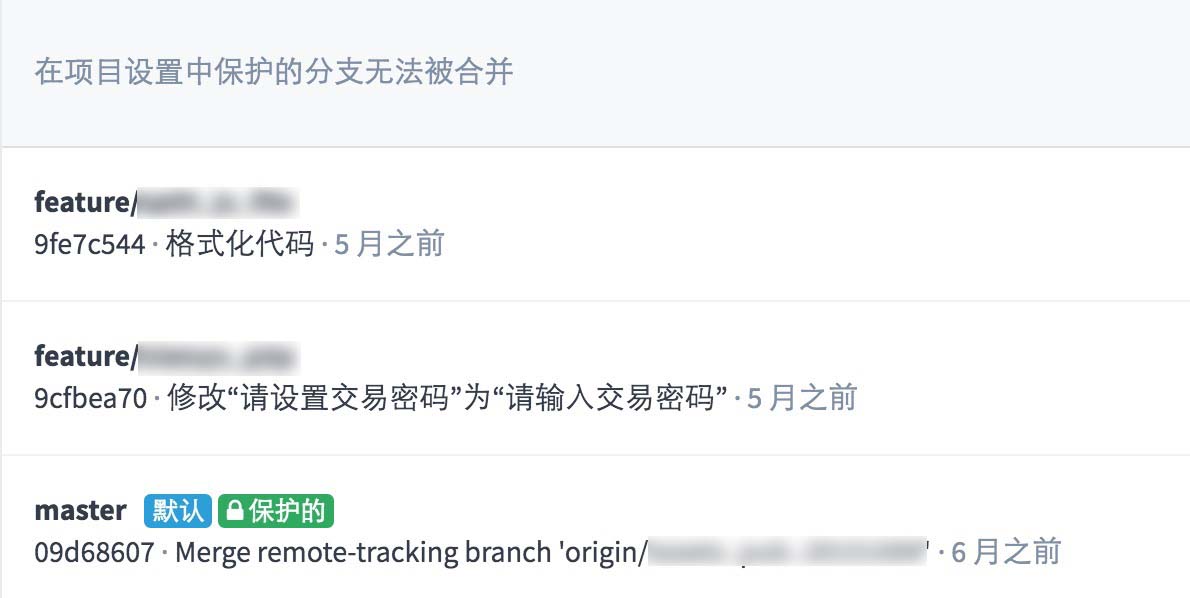 在项目设置中保护的分支无法被合并
feature/
9fe7c544 · 格式化代码 · 5 月之前
feature/
9cfbea70 · 修改“请设置交易密码”为“请输入交易密码” · 5 月之前
master 默认 保护的
09d68607 · Merge remote-tracking branch 'origin/ ' · 6 月之前